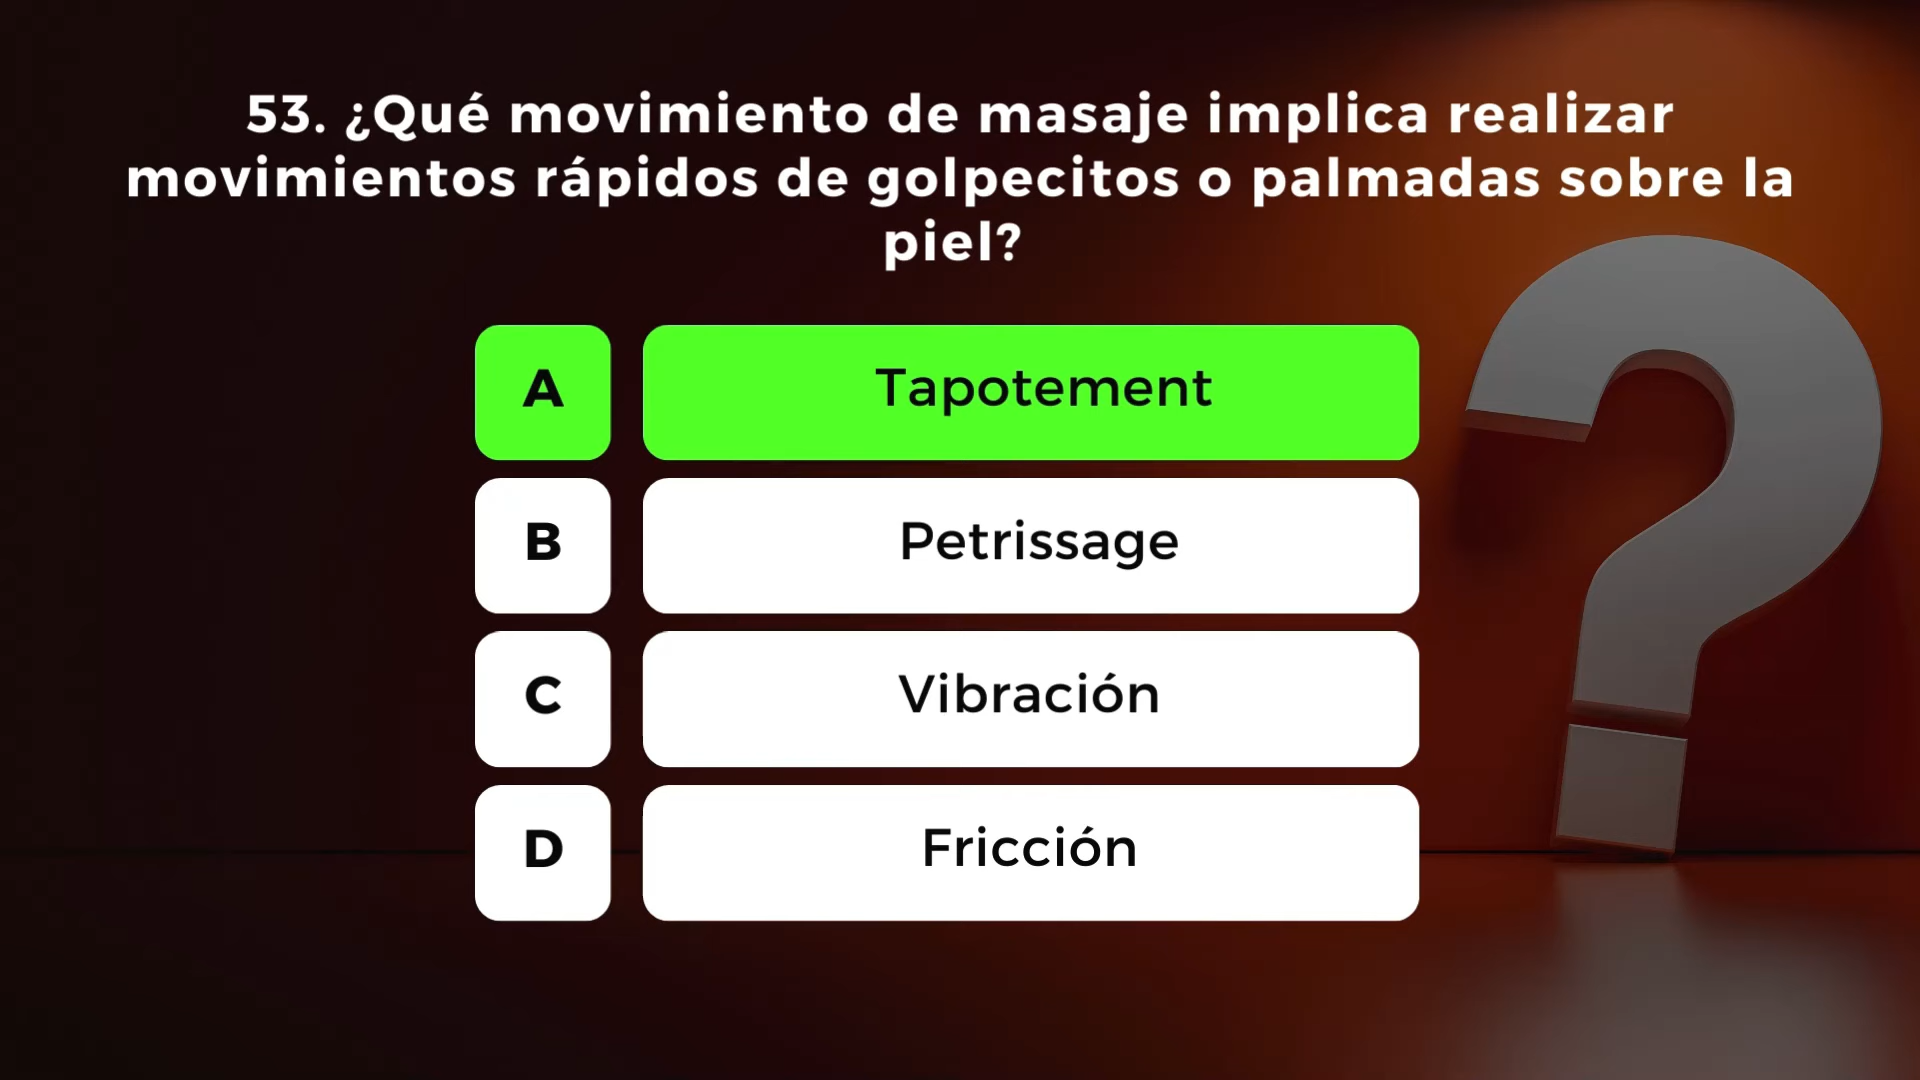 53. ¿Qué movimiento de masaje implica realizar
movimientos rápidos de golpecitos o palmadas sobre la
piel?
A Tapotement
B Petrissage
C Vibración
D Fricción